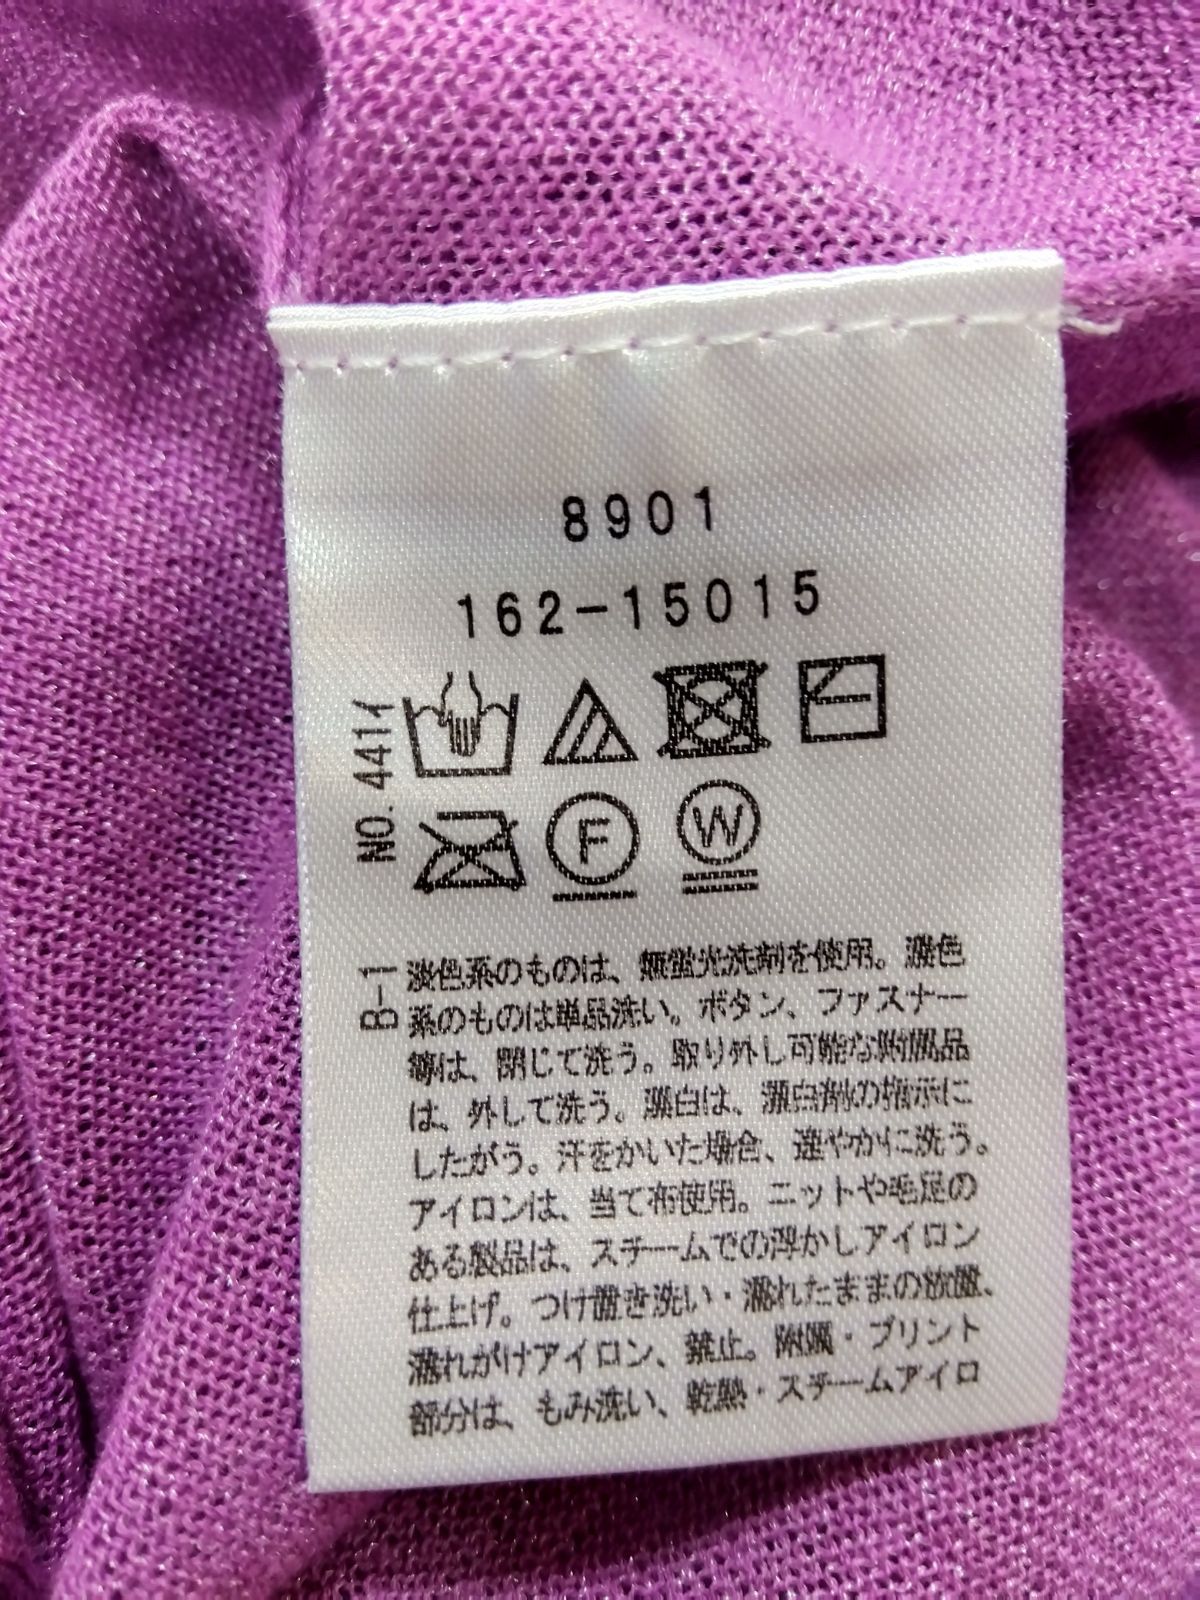 8901
162-15015
NO. 4411
F
W
B-1
淡色系のものは、無蛍光洗剤を使用。濃色
系のものは単品洗い。ボタン、ファスナー
等は、閉じて洗う。取り外し可能な附属品
は、外して洗う。漂白は、漂白剤の指示に
したがう。汗をかいた場合、速やかに洗う。
アイロンは、当て布使用。ニットや毛足の
ある製品は、スチームでの浮かしアイロン
仕上げ。つけ置き洗い・濡れたままの放置、
濡れがけアイロン、禁止。附属・プリント
部分は、もみ洗い、乾熱・スチームアイロ